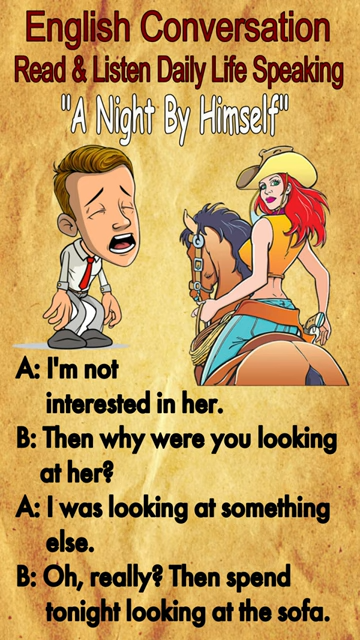 English Conversation
Read & Listen Daily Life Speaking
"A Night By Himself"
A: I'm not
interested in her.
B: Then why were you looking
at her?
A: I was looking at something
else.
B: Oh, really? Then spend
tonight looking at the sofa.